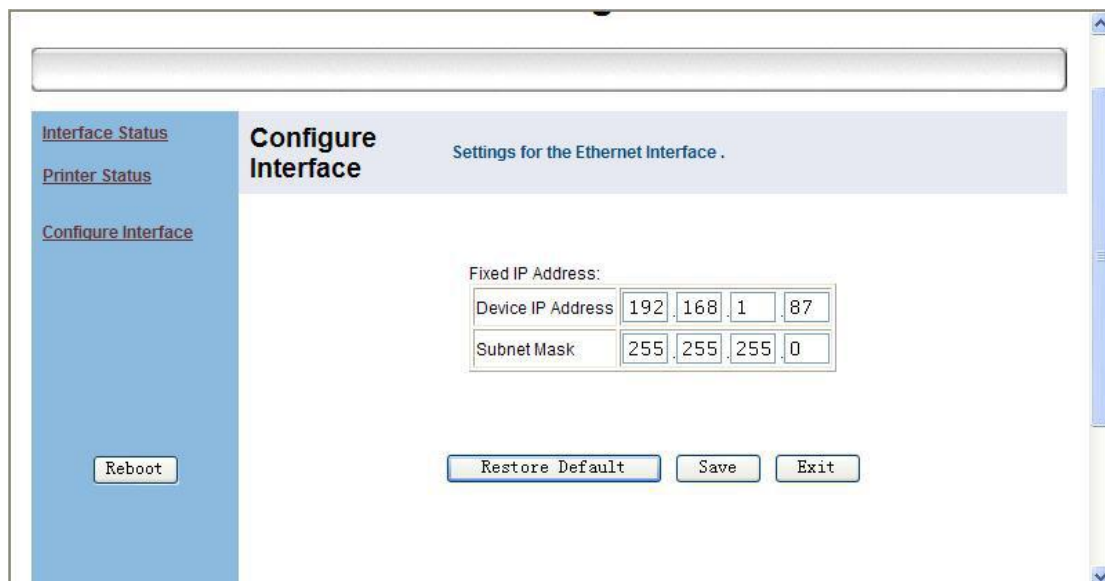 Interface Status
Printer Status
Configure Interface
Reboot
Configure
Interface
Settings for the Ethernet Interface .
Fixed IP Address:
Device IP Address 192 . 168 . 1 . 87
Subnet Mask 255 . 255 . 255 . 0
Restore Default Save Exit